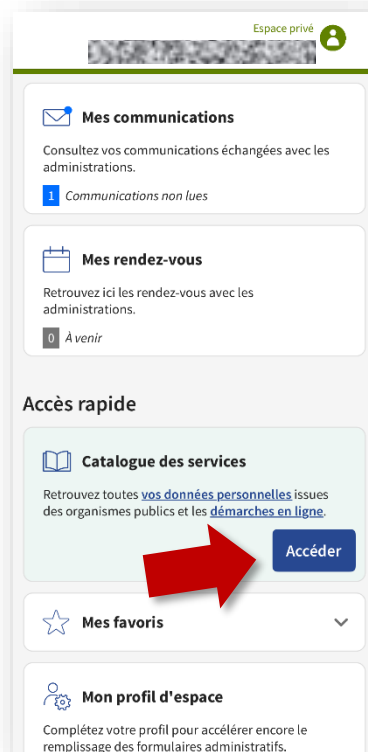 Espace privé
Mes communications
Consultez vos communications échangées avec les
administrations.
1 Communications non lues
Mes rendez-vous
Retrouvez ici les rendez-vous avec les
administrations.
0 À venir
Accès rapide
Catalogue des services
Retrouvez toutes vos données personnelles issues
des organismes publics et les démarches en ligne.
Accéder
Mes favoris
Mon profil d'espace
Complétez votre profil pour accélérer encore le
remplissage des formulaires administratifs.